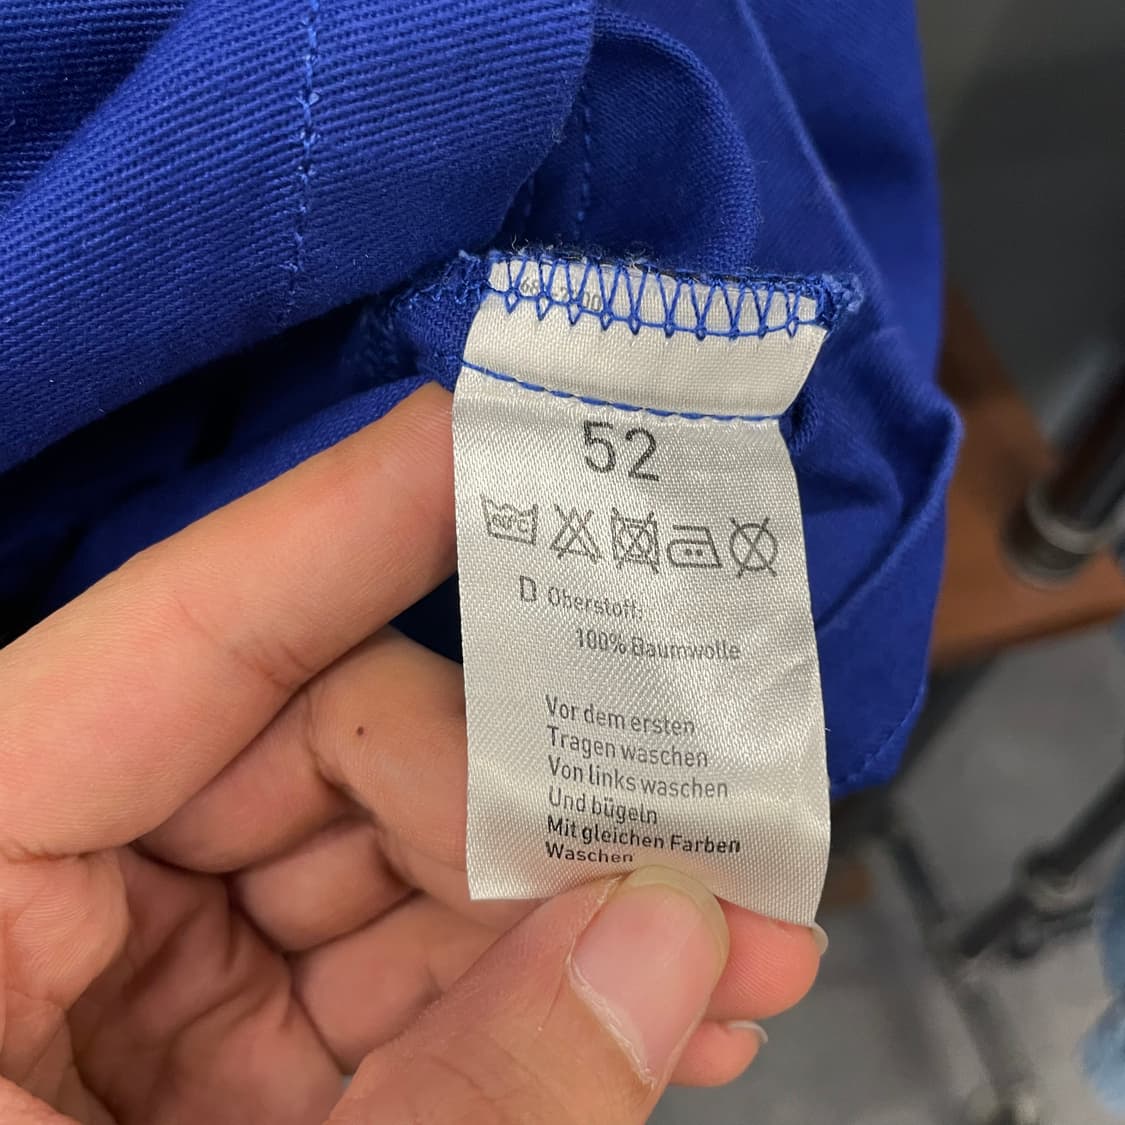 52
D Oberstoff:
100% Baumwolle
Vor dem ersten
Tragen waschen
Von links waschen
Und bügeln
Mit gleichen Farben
Waschen